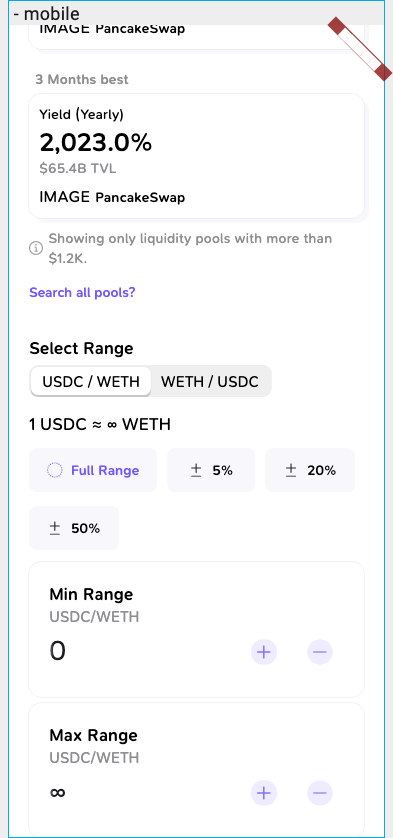 - mobile
IMAGE PancakeSwap
3 Months best
Yield (Yearly)
2,023.0%
$65.4B TVL
IMAGE PancakeSwap
Showing only liquidity pools with more than
$1.2K.
Search all pools?
Select Range
USDC / WETH WETH / USDC
1 USDC ≈ ∞ WETH
Full Range ± 5% ± 20%
± 50%
Min Range
USDC/WETH
0
Max Range
USDC/WETH
∞